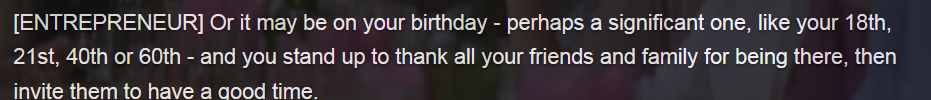 [ENTREPRENEUR] Or it may be on your birthday - perhaps a significant one, like your 18th,
21st, 40th or 60th - and you stand up to thank all your friends and family for being there, then
invite them to have a good time.